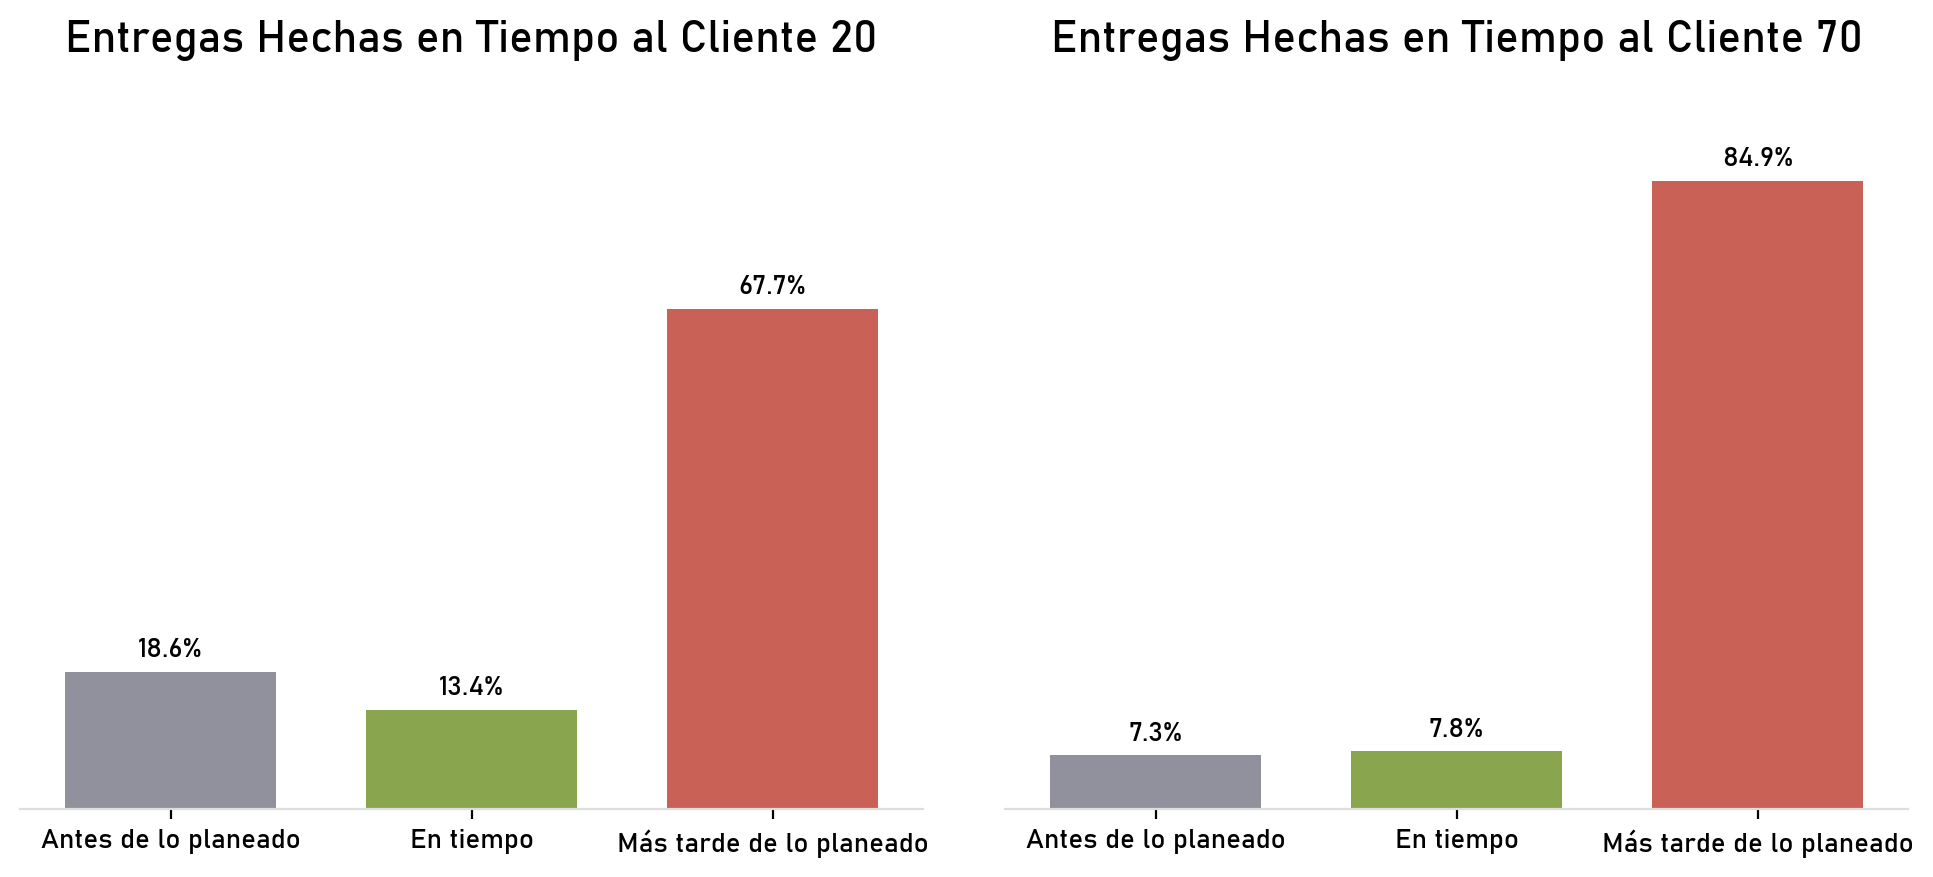 Entregas Hechas en Tiempo al Cliente 20
67.7%
18.6%
13.4%
Antes de lo planeado
En tiempo
Más tarde de lo planeado
Entregas Hechas en Tiempo al Cliente 70
84.9%
7.3%
7.8%
Antes de lo planeado
En tiempo
Más tarde de lo planeado